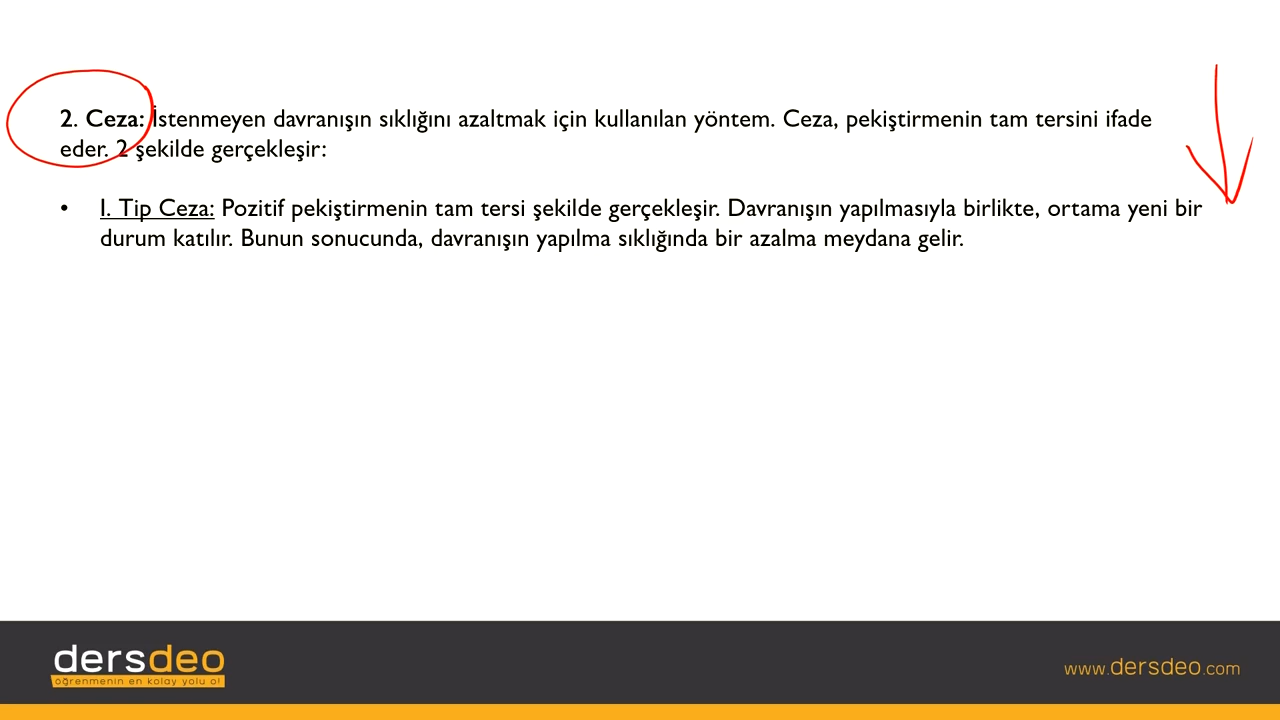 2. Ceza: İstenmeyen davranışın sıklığını azaltmak için kullanılan yöntem. Ceza, pekiştirmenin tam tersini ifade
eder. 2 şekilde gerçekleşir:
• I. Tip Ceza: Pozitif pekiştirmenin tam tersi şekilde gerçekleşir. Davranışın yapılmasıyla birlikte, ortama yeni bir
durum katılır. Bunun sonucunda, davranışın yapılma sıklığında bir azalma meydana gelir.
dersdeo
öğrenmenin en kolay yolu o!
www.dersdeo.com